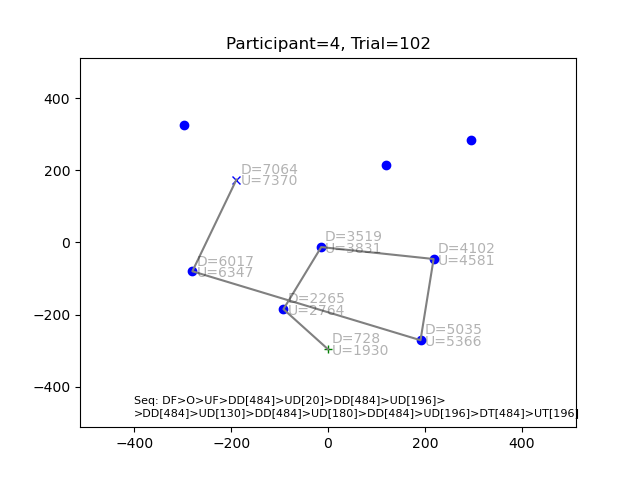 Participant=4, Trial=102
400
200
0
−200
−400
D=7064
U=7370
D=3519
U=3831
D=4102
U=4581
D=6017
U=6347
D=2265
U=2764
D=728
U=1930
D=5035
U=5366
Seq: DF>O>UF>DD[484]>UD[20]>DD[484]>UD[196]>
>DD[484]>UD[130]>DD[484]>UD[180]>DD[484]>UD[196]>DT[484]>UT[196]
−400 −200 0 200 400